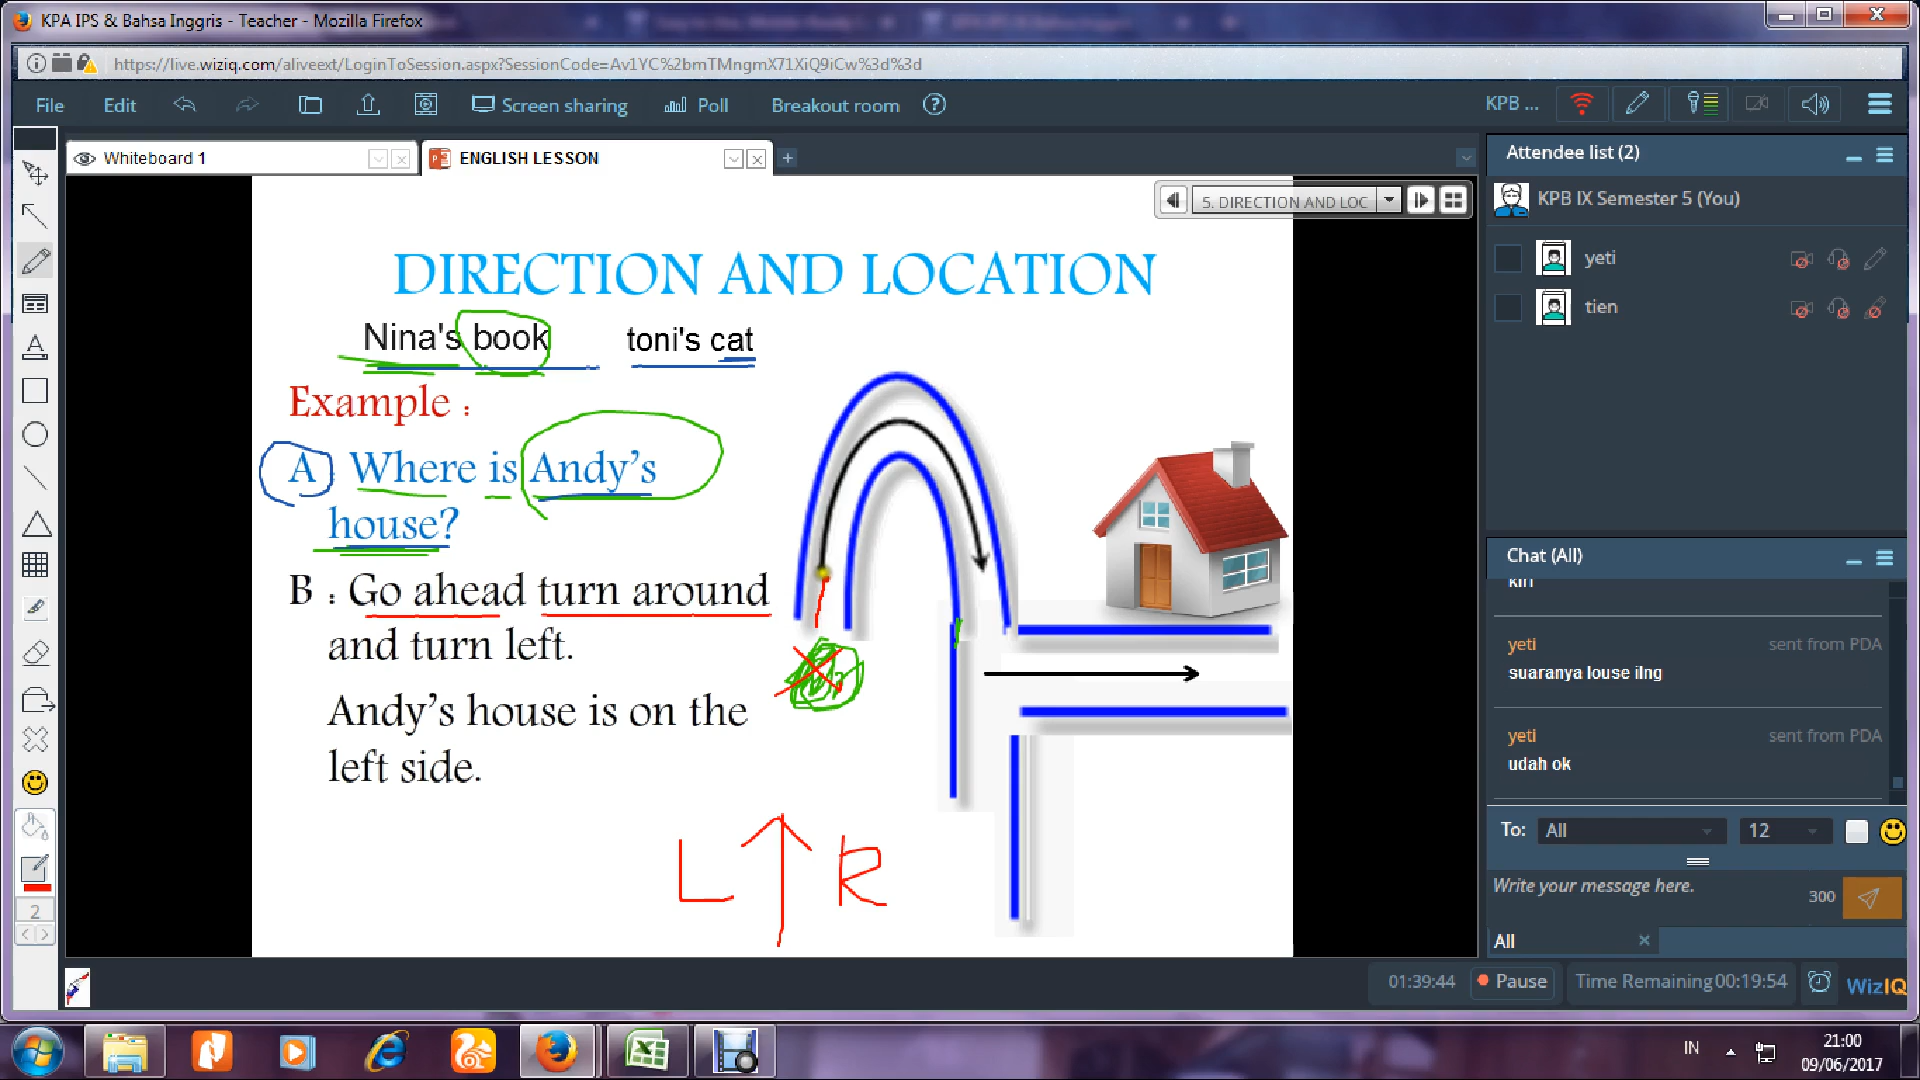 KPA IPS & Bahsa Inggris - Teacher - Mozilla Firefox
https://live.wiziq.com/aliveext/LoginToSession.aspx?SessionCode=Av1YC%2bmTMngmX71XiQ9iCw%3d%3d
File Edit Screen sharing Poll Breakout room KPB ...
Whiteboard 1
ENGLISH LESSON
5. DIRECTION AND LOC
DIRECTION AND LOCATION
Nina's book toni's cat
Example :
A : Where is Andy's
house?
B : Go ahead turn around
and turn left.
Andy's house is on the
left side.
L R
2
Attendee list (2)
KPB IX Semester 5 (You)
yeti
tien
Chat (All)
yeti sent from PDA
suaranya louse ilng
yeti sent from PDA
udah ok
To: All 12
Write your message here. 300
All
01:39:44 Pause Time Remaining 00:19:54 WizIQ
IN
21:00
09/06/2017